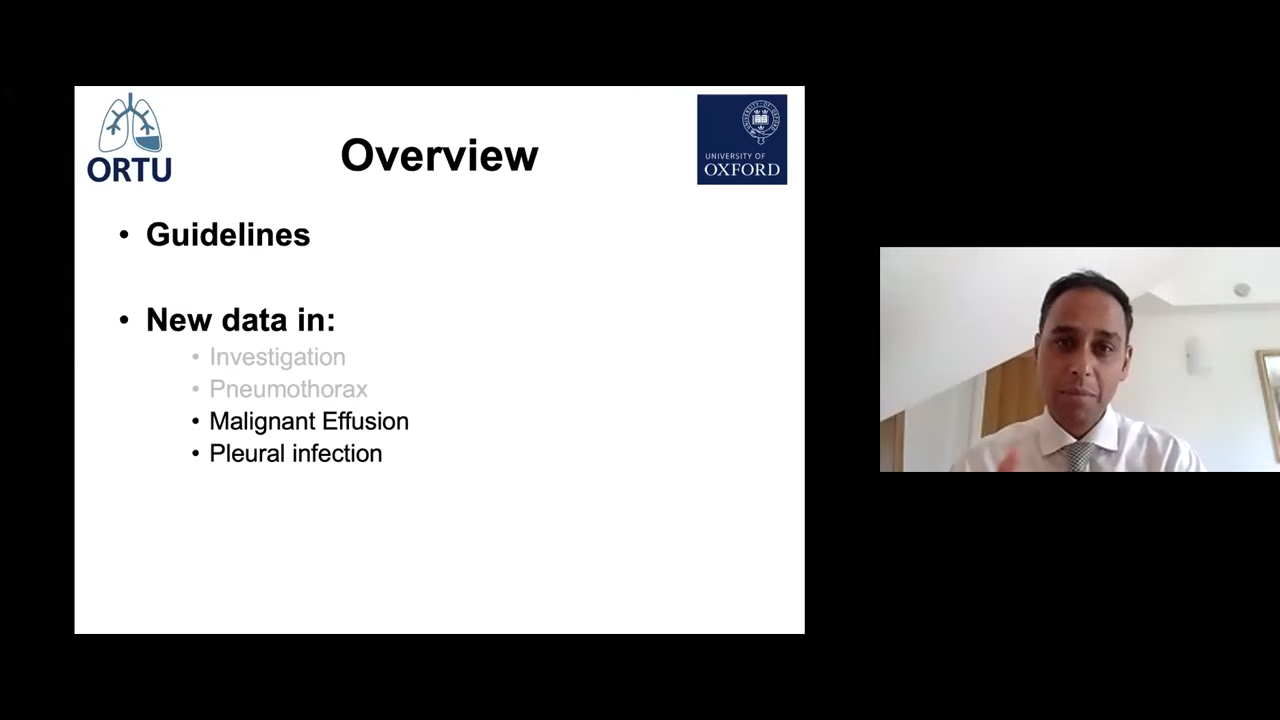 ORTU
Overview
UNIVERSITY OF
OXFORD
• Guidelines
• New data in:
• Investigation
• Pneumothorax
• Malignant Effusion
• Pleural infection